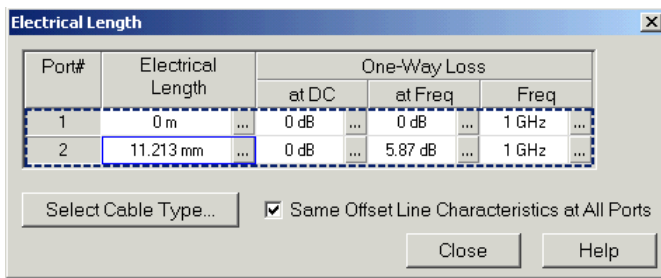 Electrical Length
Port# Electrical Length One-Way Loss
at DC at Freq Freq
1 0 m ... 0 dB ... 0 dB ... 1 GHz ...
2 11.213 mm ... 0 dB ... 5.87 dB ... 1 GHz ...
Select Cable Type... Same Offset Line Characteristics at All Ports
Close Help